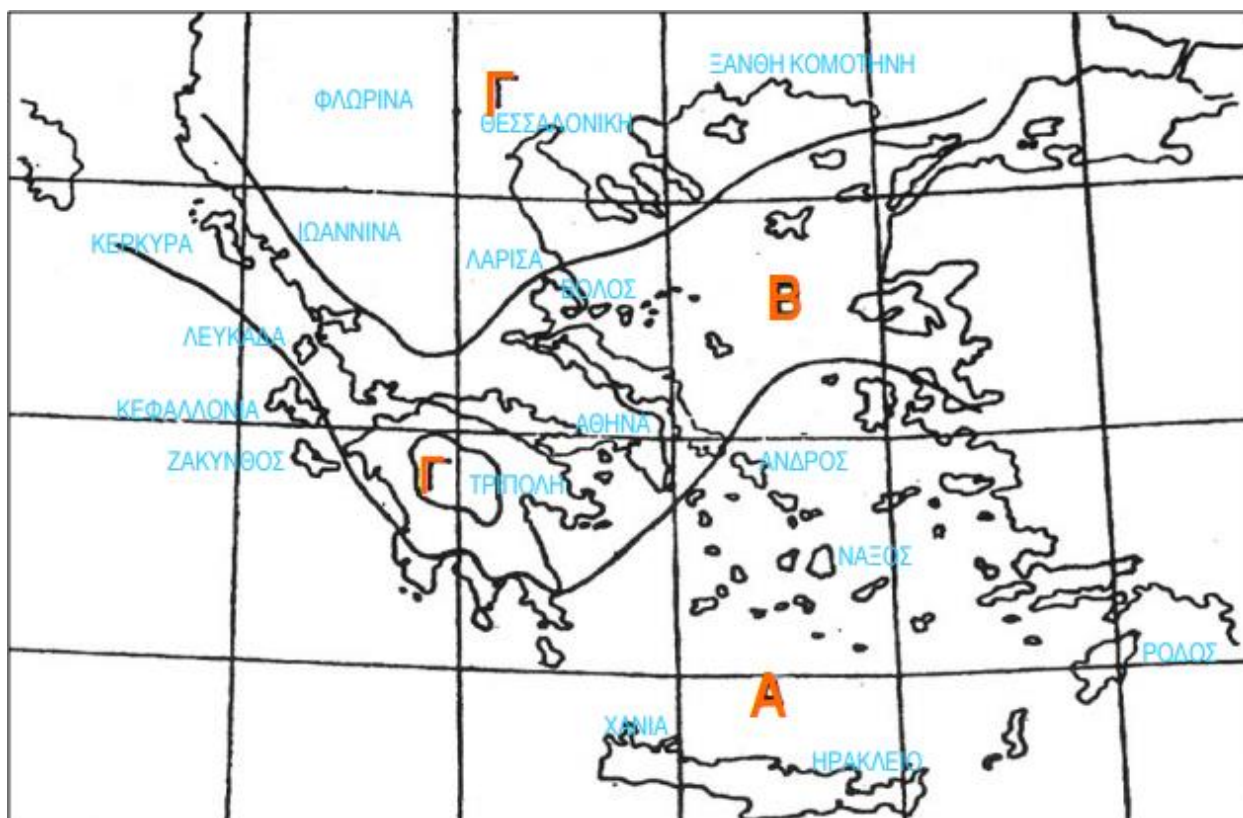 ΞΑΝΘΗ ΚΟΜΟΤΗΝΗ
Γ
ΦΛΩΡΙΝΑ
ΘΕΣΣΑΛΟΝΙΚΗ
ΙΩΑΝΝΙΝΑ
ΚΕΡΚΥΡΑ
ΛΑΡΙΣΑ
ΒΟΛΟΣ
Β
ΛΕΥΚΑΔΑ
ΚΕΦΑΛΛΟΝΙΑ
ΑΘΗΝΑ
ΖΑΚΥΝΘΟΣ
ΑΝΔΡΟΣ
Γ
ΤΡΙΠΟΛΗ
ΝΑΞΟΣ
ΡΟΔΟΣ
Α
ΧΑΝΙΑ
ΗΡΑΚΛΕΙΟ